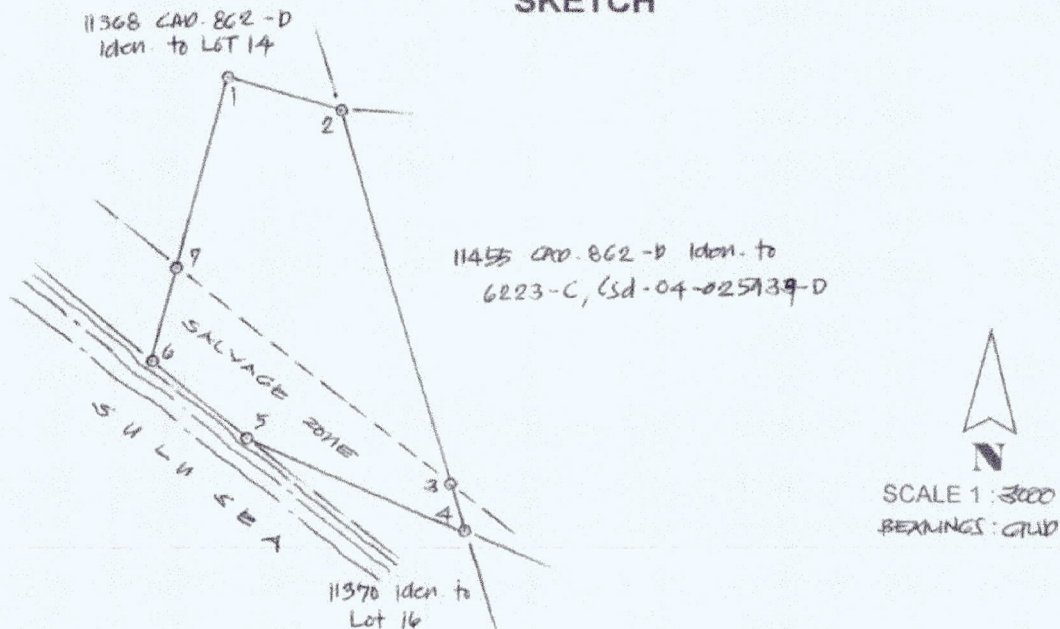 SKETCH
11368 CAD. 862-D
Iden. to LOT 14
1
2
11455 CAD. 862-D Iden. to
6223-C, Csd-04-025939-D
7
SALVAGE ZONE
6
5
SULU SEA
3
4
N
SCALE 1 : 3000
BEARINGS : GRID
11370 Iden. to
Lot 16